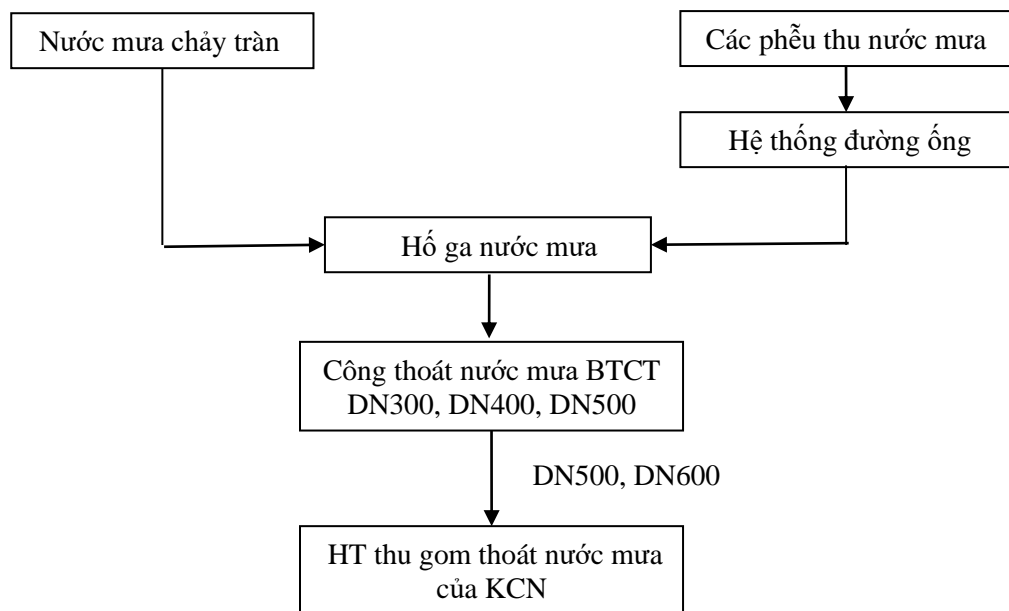 Nước mưa chảy tràn
Các phễu thu nước mưa
Hệ thống đường ống
Hố ga nước mưa
Công thoát nước mưa BTCT
DN300, DN400, DN500
DN500, DN600
HT thu gom thoát nước mưa
của KCN